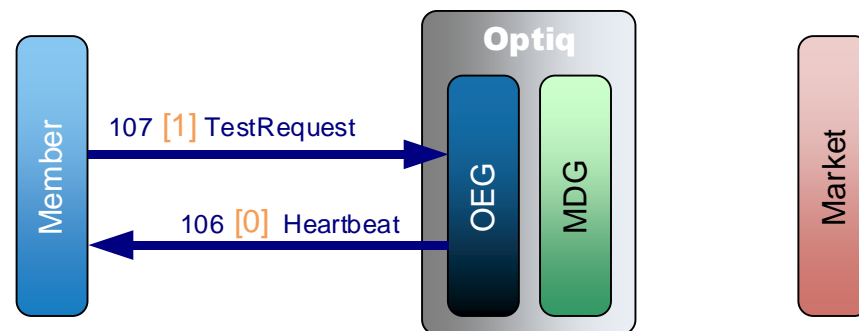 Optiq
107 [1] TestRequest
106 [0] Heartbeat
Member
OEG
MDG
Market